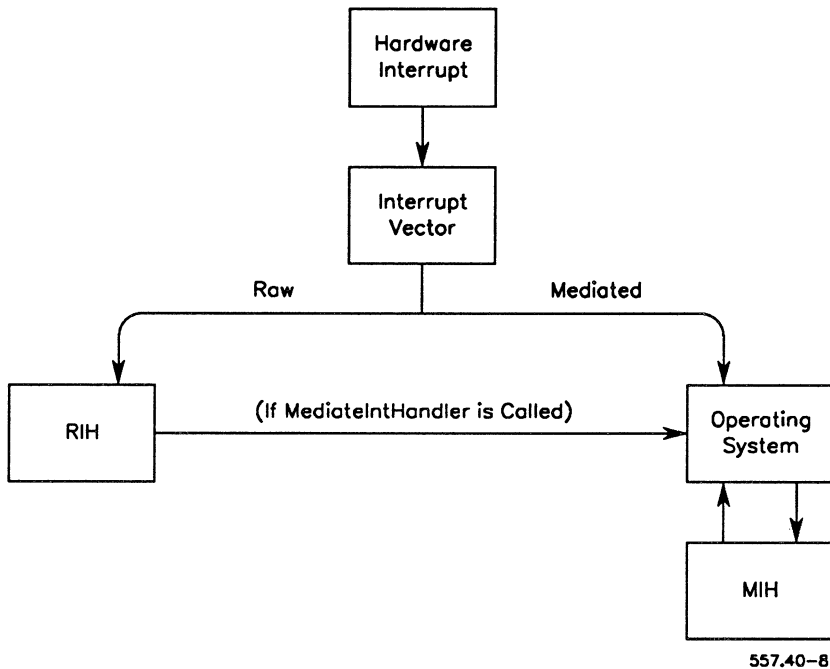 Hardware
Interrupt
Interrupt
Vector
Raw
Mediated
RIH
(If MediateIntHandler is Called)
Operating
System
MIH
557.40-8